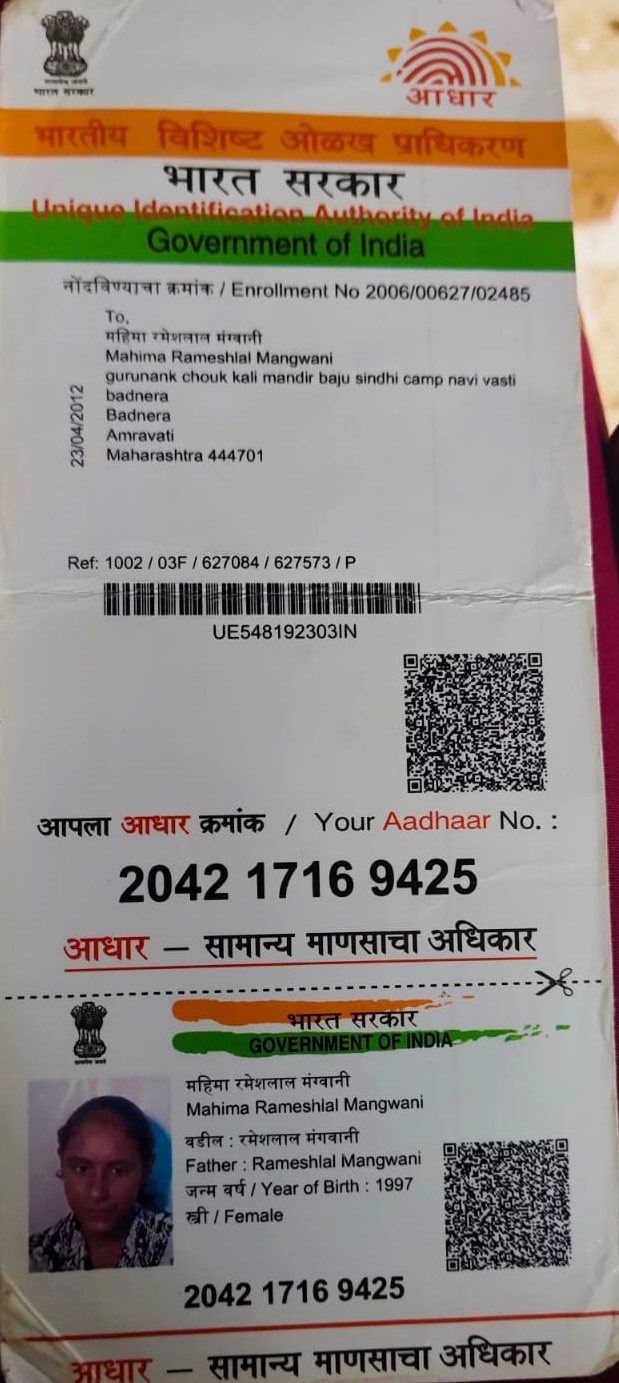 भारत सरकार
आधार
भारतीय विशिष्ट ओळख प्राधिकरण
भारत सरकार
Unique Identification Authority of India
Government of India
नोंदविण्याचा क्रमांक / Enrollment No 2006/00627/02485
To,
महिमा रमेशलाल मंग्वानी
Mahima Rameshlal Mangwani
gurunank chouk kali mandir baju sindhi camp navi vasti
badnera
Badnera
Amravati
Maharashtra 444701
23/04/2012
Ref: 1002 / 03F / 627084 / 627573 / P
UE548192303IN
आपला आधार क्रमांक / Your Aadhaar No. :
2042 1716 9425
आधार – सामान्य माणसाचा अधिकार
भारत सरकार
GOVERNMENT OF INDIA
महिमा रमेशलाल मंग्वानी
Mahima Rameshlal Mangwani
वडील : रमेशलाल मंगवानी
Father : Rameshlal Mangwani
जन्म वर्ष / Year of Birth : 1997
स्त्री / Female
2042 1716 9425
आधार – सामान्य माणसाचा अधिकार